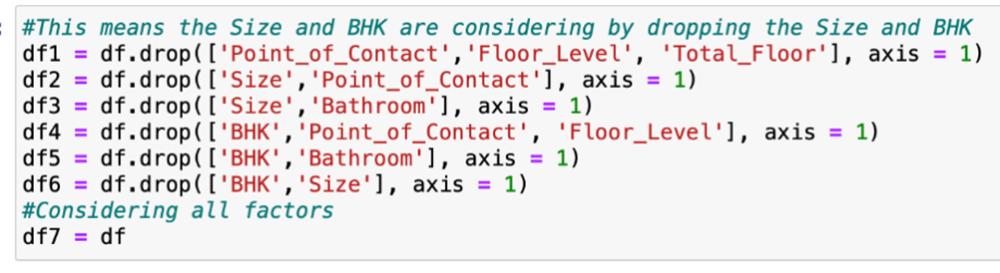 #This means the Size and BHK are considering by dropping the Size and BHK
df1 = df.drop(['Point_of_Contact','Floor_Level', 'Total_Floor'], axis = 1)
df2 = df.drop(['Size','Point_of_Contact'], axis = 1)
df3 = df.drop(['Size','Bathroom'], axis = 1)
df4 = df.drop(['BHK','Point_of_Contact', 'Floor_Level'], axis = 1)
df5 = df.drop(['BHK','Bathroom'], axis = 1)
df6 = df.drop(['BHK','Size'], axis = 1)
#Considering all factors
df7 = df